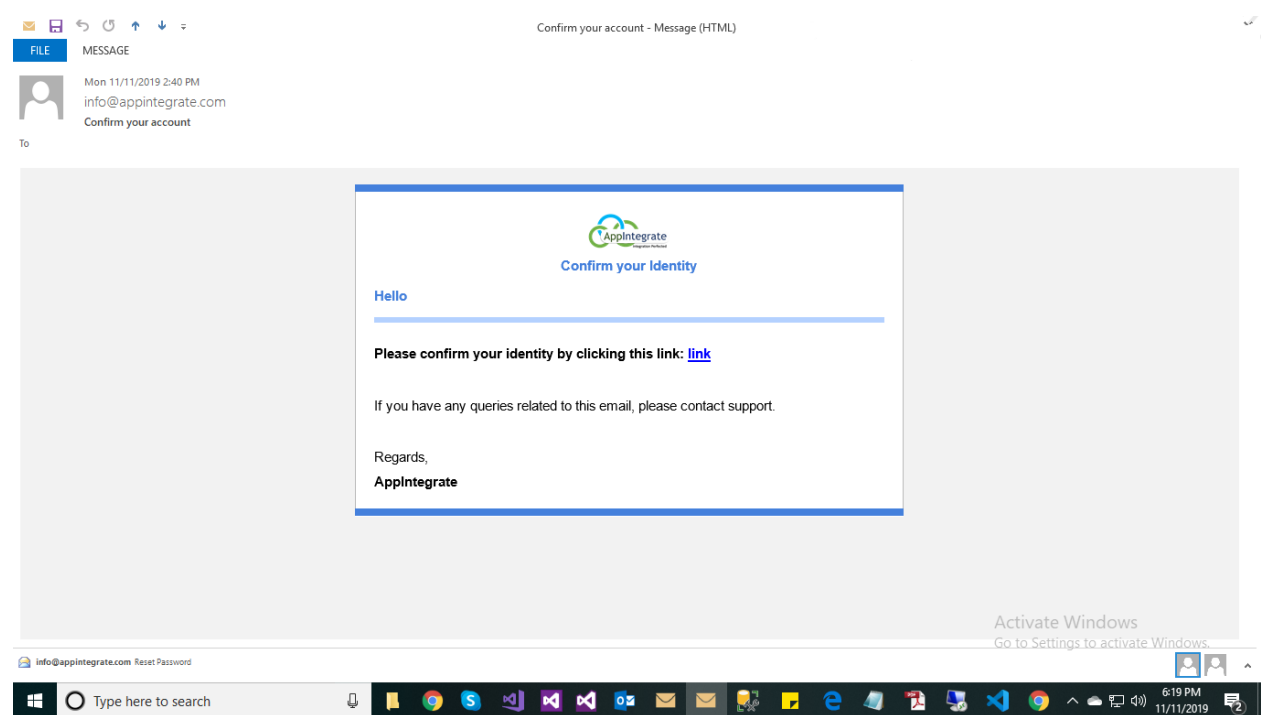 Confirm your account - Message (HTML)
FILE MESSAGE
Mon 11/11/2019 2:40 PM
info@appintegrate.com
Confirm your account
To
AppIntegrate
Confirm your Identity
Hello
Please confirm your identity by clicking this link: link
If you have any queries related to this email, please contact support.
Regards,
AppIntegrate
Activate Windows
Go to Settings to activate Windows.
info@appintegrate.com Reset Password
Type here to search
6:19 PM
11/11/2019
2